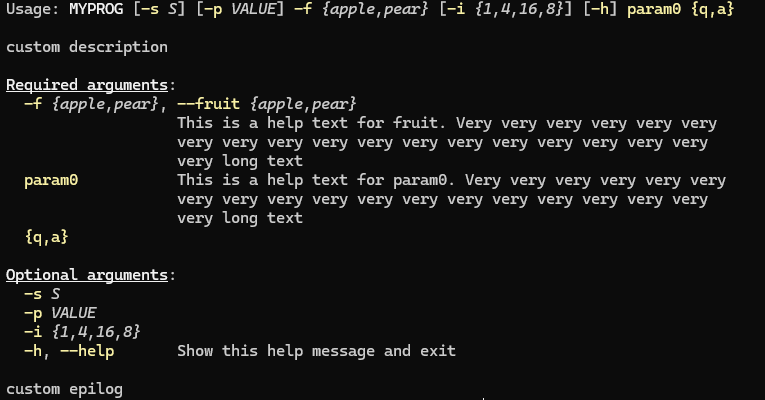 Usage: MYPROG [-s S] [-p VALUE] -f {apple,pear} [-i {1,4,16,8}] [-h] param0 {q,a}
custom description
Required arguments:
-f {apple,pear}, --fruit {apple,pear}
This is a help text for fruit. Very very very very very very
very very very very very very very very very very very very
very long text
param0 This is a help text for param0. Very very very very very very
very very very very very very very very very very very very
very long text
{q,a}
Optional arguments:
-s S
-p VALUE
-i {1,4,16,8}
-h, --help Show this help message and exit
custom epilog